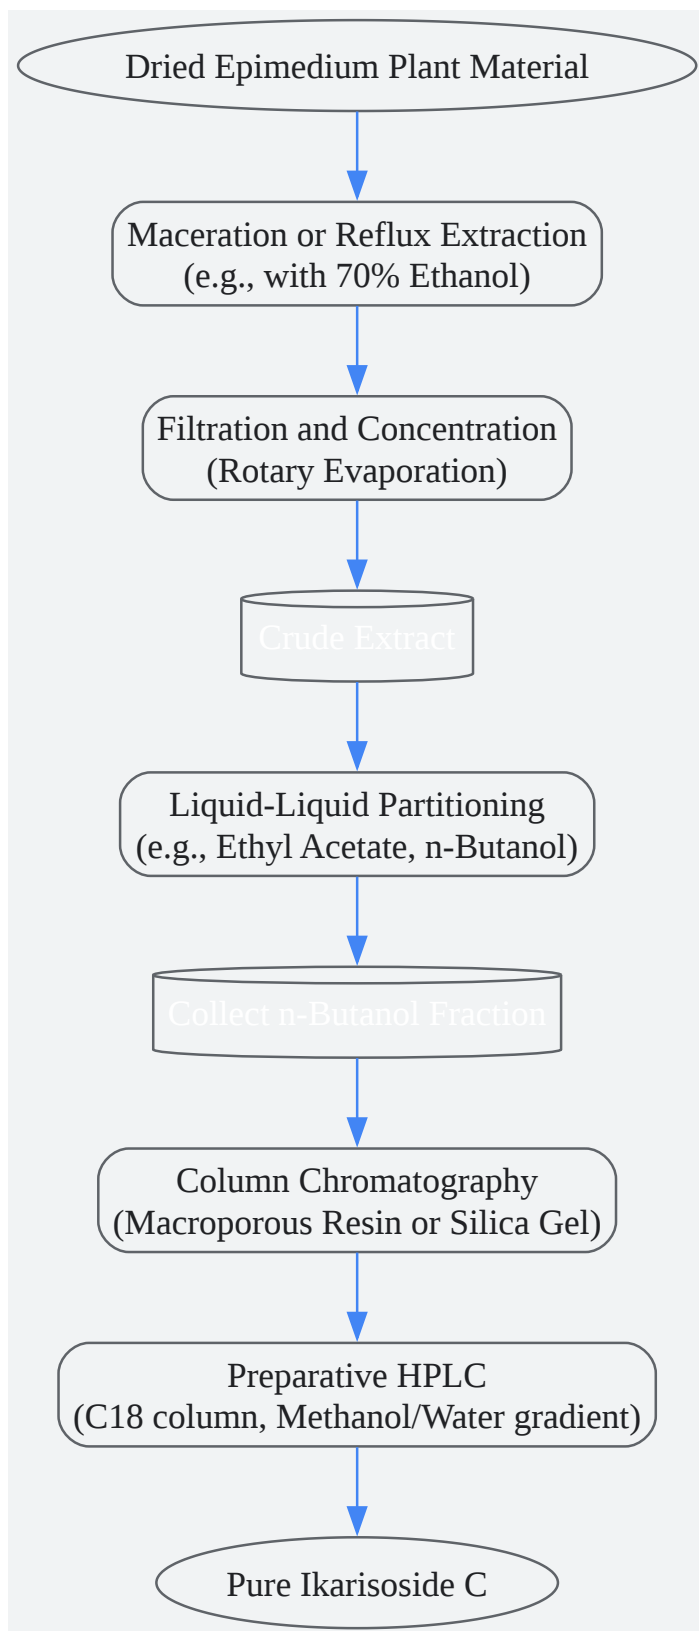 Dried Epimedium Plant Material
Maceration or Reflux Extraction
(e.g., with 70% Ethanol)
Filtration and Concentration
(Rotary Evaporation)
Crude Extract
Liquid-Liquid Partitioning
(e.g., Ethyl Acetate, n-Butanol)
Collect n-Butanol Fraction
Column Chromatography
(Macroporous Resin or Silica Gel)
Preparative HPLC
(C18 column, Methanol/Water gradient)
Pure Ikarisoside C